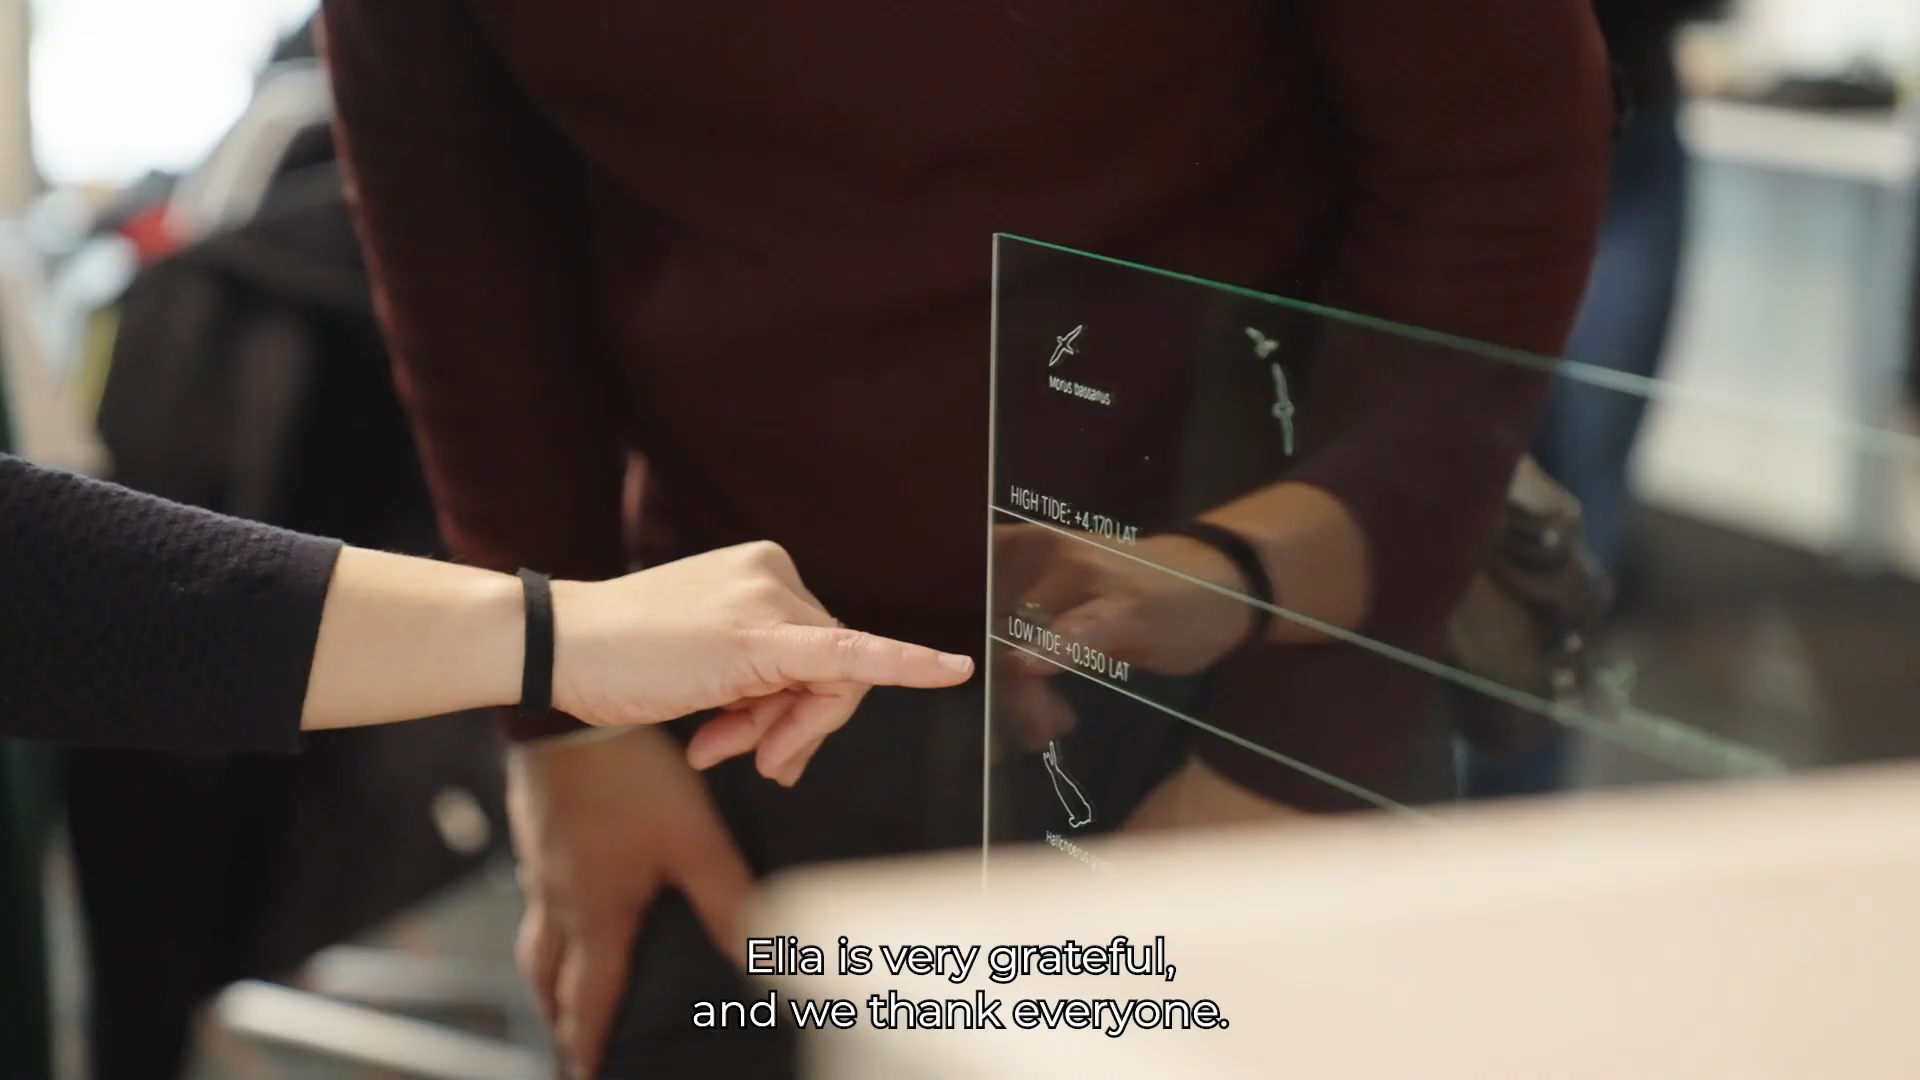 Morus bassanus
HIGH TIDE: +4.170 LAT
LOW TIDE +0.350 LAT
Halichoerus
Elia is very grateful,
and we thank everyone.